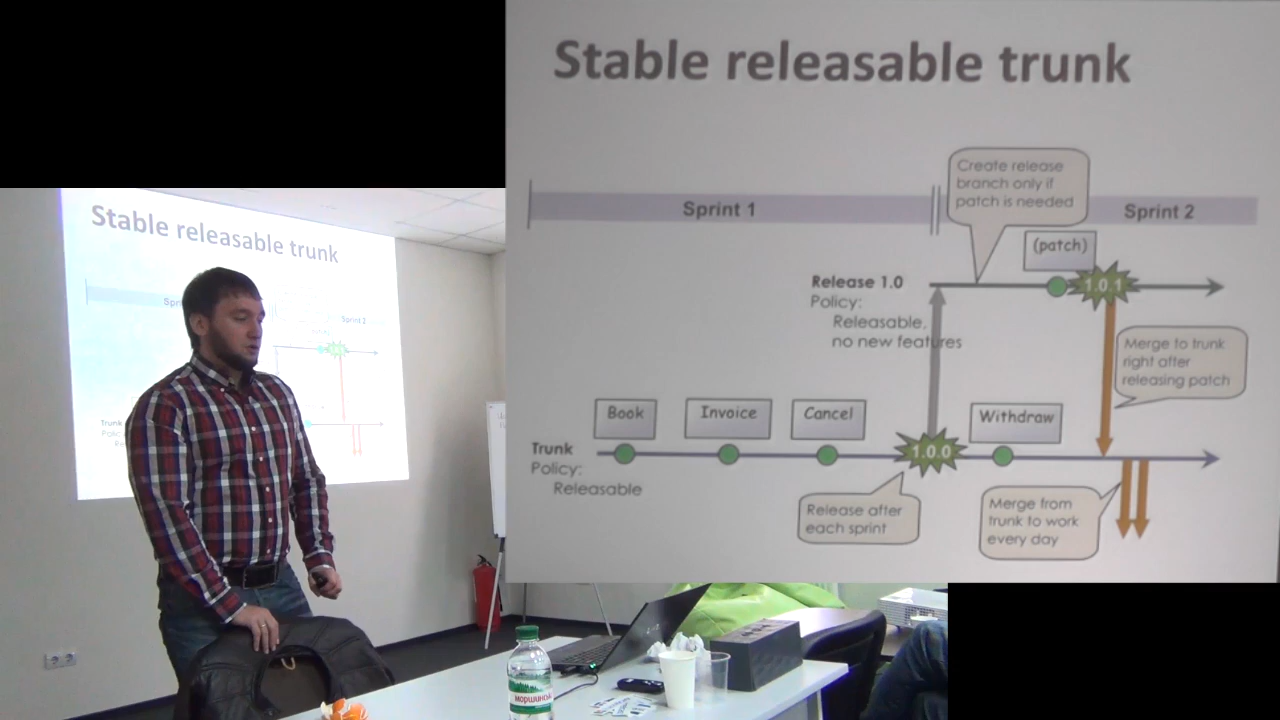 Stable releasable trunk
Sprint 1
Sprint 2
Create release
branch only if
patch is needed
(patch)
Release 1.0
Policy:
Releasable,
no new features
1.0.1
Merge to trunk
right after
releasing patch
Book
Invoice
Cancel
Withdraw
Trunk
Policy:
Releasable
1.0.0
Release after
each sprint
Merge from
trunk to work
every day
Stable releasable trunk
Sprint 2
Trunk
моршинська